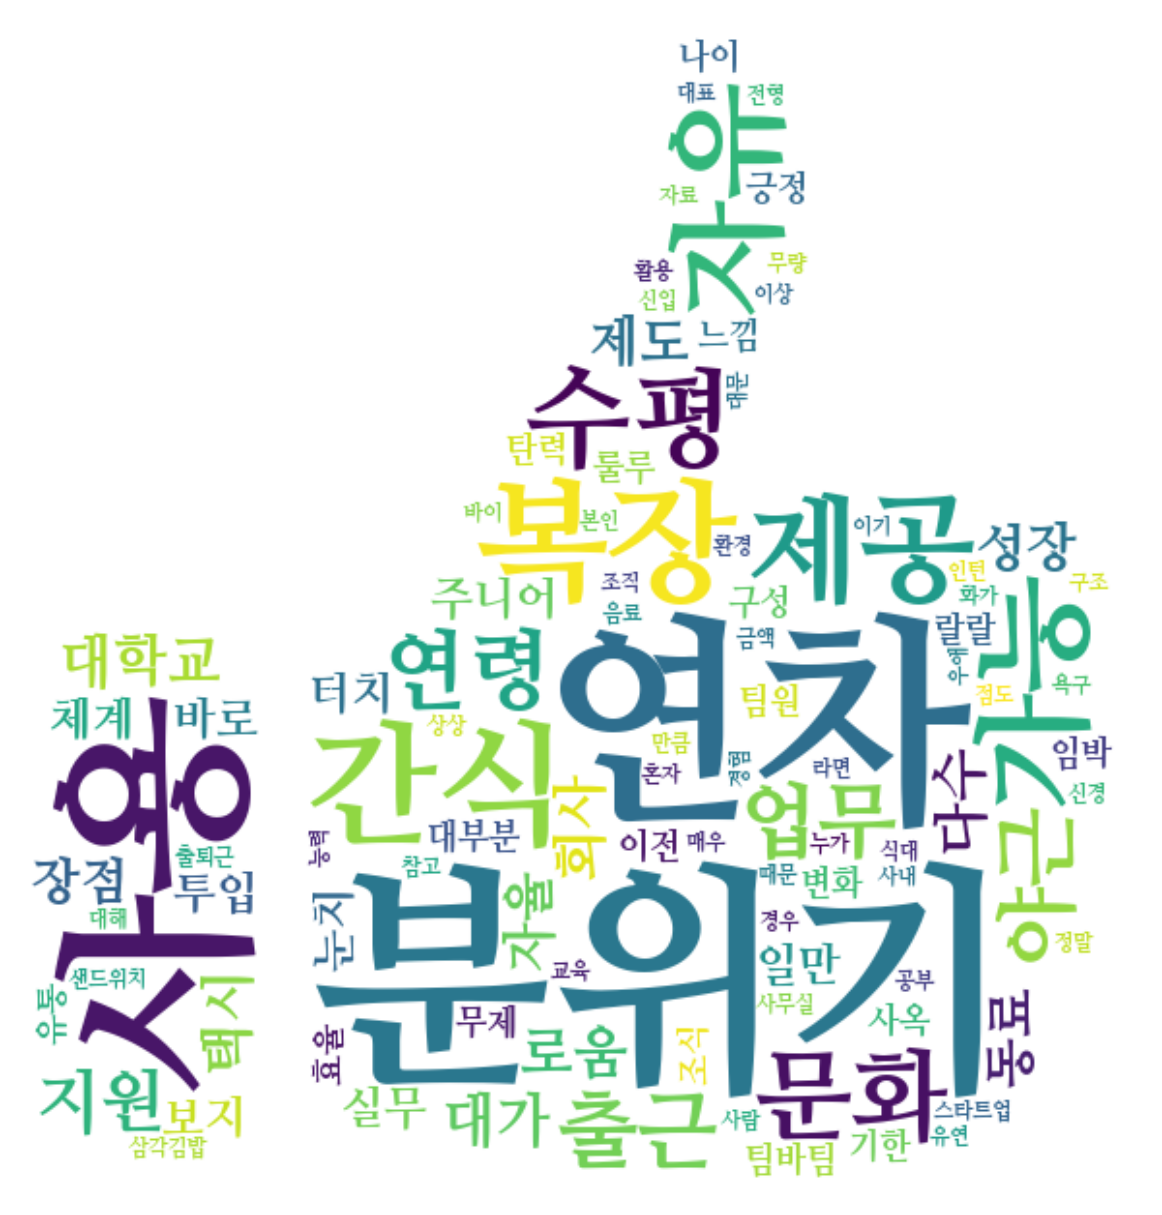 나이
대표
전형
자유
자료
긍정
활용
무량
신입
이상
제도
느낌
수평
대문
탄력
룰루
복장
제공
바이
본인
환경
이기
성장
주니어
조직
음료
구성
인턴
화가
구조
대학교
연령
연차
금액
랄랄
가능
체계
바로
터치
팀원
점도
욕구
사용
간식
상상
만큼
혼자
경험
라면
임박
신경
업무
다수
장점
출퇴근
투입
대해
능력
대부분
회사
이전
매우
누가
식대
야근
참고
때문
사내
변화
분위기
눈치
자율
경우
일만
정말
유통
샌드위치
택시
교육
사무실
공부
무제
사옥
동료
효율
로움
조식
문화
지원
보지
실무
대가
출근
사람
스타트업
유연
기한
삼각김밥
팀바팀